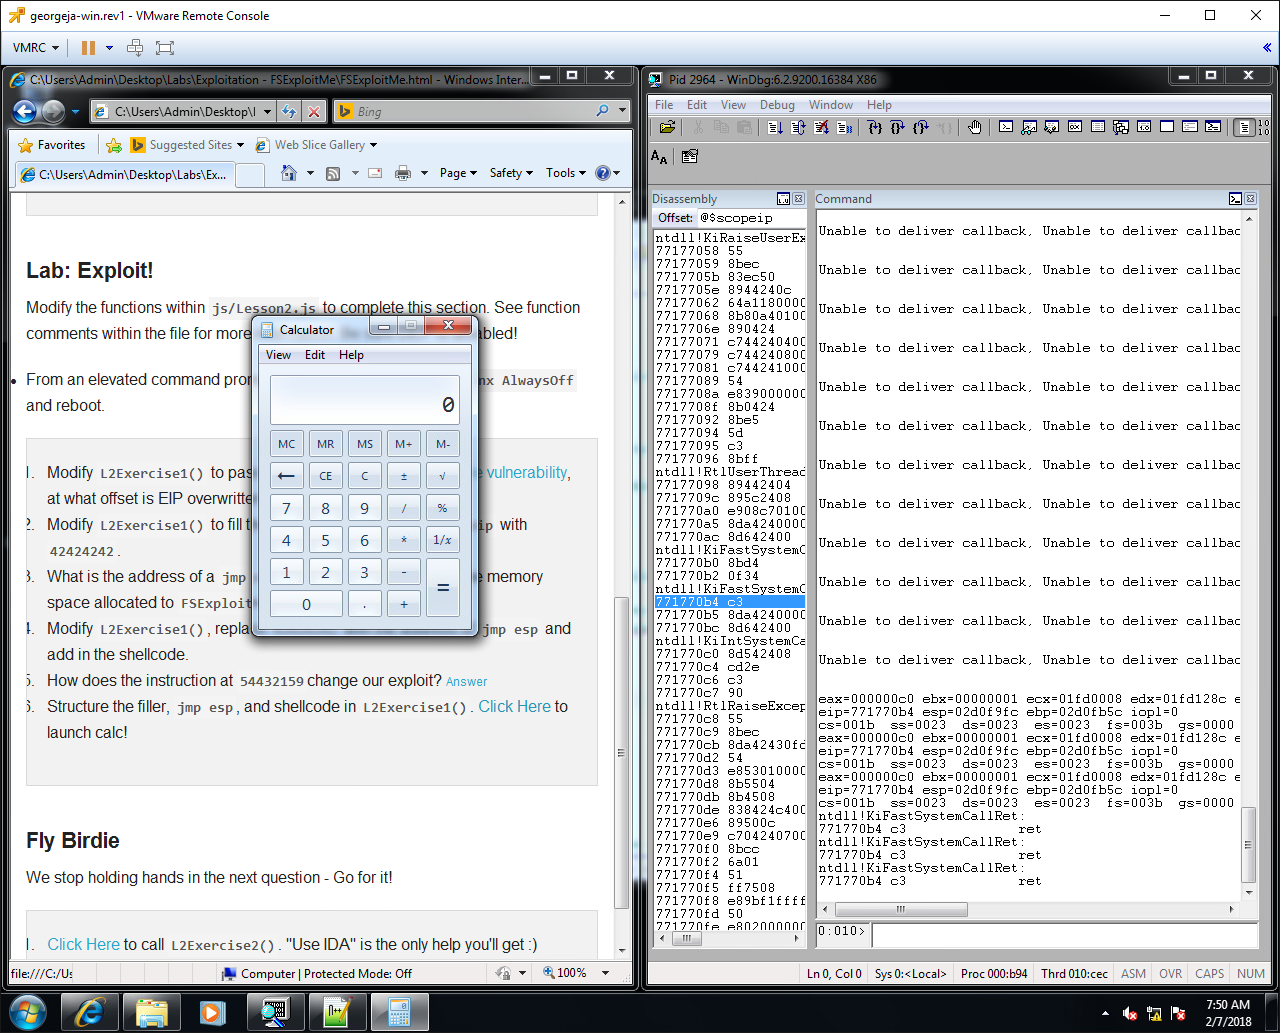 georgeja-win.rev1 - VMware Remote Console
VMRC
C:\Users\Admin\Desktop\Labs\Exploitation - FSExploitMe\FSExploitMe.html - Windows Inter...
C:\Users\Admin\Desktop\l
Bing
Favorites
Suggested Sites
Web Slice Gallery
C:\Users\Admin\Desktop\Labs\Ex...
Page
Safety
Tools
Lab: Exploit!
Modify the functions within js/Lesson2.js to complete this section. See function
comments within the file for more
abled!
From an elevated command pro
nx AlwaysOff
and reboot.
1. Modify L2Exercise1() to pas
e vulnerability,
at what offset is EIP overwritte
2. Modify L2Exercise1() to fill t
ip with
42424242.
3. What is the address of a jmp
e memory
space allocated to FSExploit
4. Modify L2Exercise1(), repla
jmp esp and
add in the shellcode.
5. How does the instruction at 54432159 change our exploit? Answer
6. Structure the filler, jmp esp, and shellcode in L2Exercise1(). Click Here to
launch calc!
Fly Birdie
We stop holding hands in the next question - Go for it!
1. Click Here to call L2Exercise2(). "Use IDA" is the only help you'll get :)
file:///C:/Us
Computer | Protected Mode: Off
100%
Calculator
View Edit Help
0
MC MR MS M+ M-
← CE C ± √
7 8 9 / %
4 5 6 * 1/x
1 2 3 - =
0 . +
Pid 2964 - WinDbg:6.2.9200.16384 X86
File Edit View Debug Window Help
Disassembly
Offset: @$scopeip
ntdll!KiRaiseUserEx
77177058 55
77177059 8bec
7717705b 83ec50
7717705e 8944240c
77177062 64a1180000
77177068 8b80a40100
7717706e 890424
77177071 c744240400
77177079 c744240800
77177081 c744241000
77177089 54
7717708a e839000000
7717708f 8b0424
77177092 8be5
77177094 5d
77177095 c3
77177096 8bff
ntdll!RtlUserThread
77177098 89442404
7717709c 895c2408
771770a0 e908c70100
771770a5 8da4240000
771770ac 8d642400
ntdll!KiFastSystemC
771770b0 8bd4
771770b2 0f34
ntdll!KiFastSystemC
771770b4 c3
771770b5 8da4240000
771770bc 8d642400
ntdll!KiIntSystemCa
771770c0 8d542408
771770c4 cd2e
771770c6 c3
771770c7 90
ntdll!RtlRaiseExcep
771770c8 55
771770c9 8bec
771770cb 8da42430fd
771770d2 54
771770d3 e853010000
771770d8 8b5504
771770db 8b4508
771770de 838424c400
771770e6 89500c
771770e9 c704240700
771770f0 8bcc
771770f2 6a01
771770f4 51
771770f5 ff7508
771770f8 e89bf1ffff
771770fd 50
771770fe e802000000
Command
Unable to deliver callback, Unable to deliver callbac
Unable to deliver callback, Unable to deliver callbac
Unable to deliver callback, Unable to deliver callbac
Unable to deliver callback, Unable to deliver callbac
Unable to deliver callback, Unable to deliver callbac
Unable to deliver callback, Unable to deliver callbac
Unable to deliver callback, Unable to deliver callbac
Unable to deliver callback, Unable to deliver callbac
Unable to deliver callback, Unable to deliver callbac
Unable to deliver callback, Unable to deliver callbac
Unable to deliver callback, Unable to deliver callbac
Unable to deliver callback, Unable to deliver callbac
eax=000000c0 ebx=00000001 ecx=01fd0008 edx=01fd128c e
eip=771770b4 esp=02d0f9fc ebp=02d0fb5c iopl=0
cs=001b ss=0023 ds=0023 es=0023 fs=003b gs=0000
eax=000000c0 ebx=00000001 ecx=01fd0008 edx=01fd128c e
eip=771770b4 esp=02d0f9fc ebp=02d0fb5c iopl=0
cs=001b ss=0023 ds=0023 es=0023 fs=003b gs=0000
eax=000000c0 ebx=00000001 ecx=01fd0008 edx=01fd128c e
eip=771770b4 esp=02d0f9fc ebp=02d0fb5c iopl=0
cs=001b ss=0023 ds=0023 es=0023 fs=003b gs=0000
ntdll!KiFastSystemCallRet:
771770b4 c3 ret
ntdll!KiFastSystemCallRet:
771770b4 c3 ret
ntdll!KiFastSystemCallRet:
771770b4 c3 ret
0:010>
Ln 0, Col 0 Sys 0:<Local> Proc 000:b94 Thrd 010:cec ASM OVR CAPS NUM
7:50 AM
2/7/2018